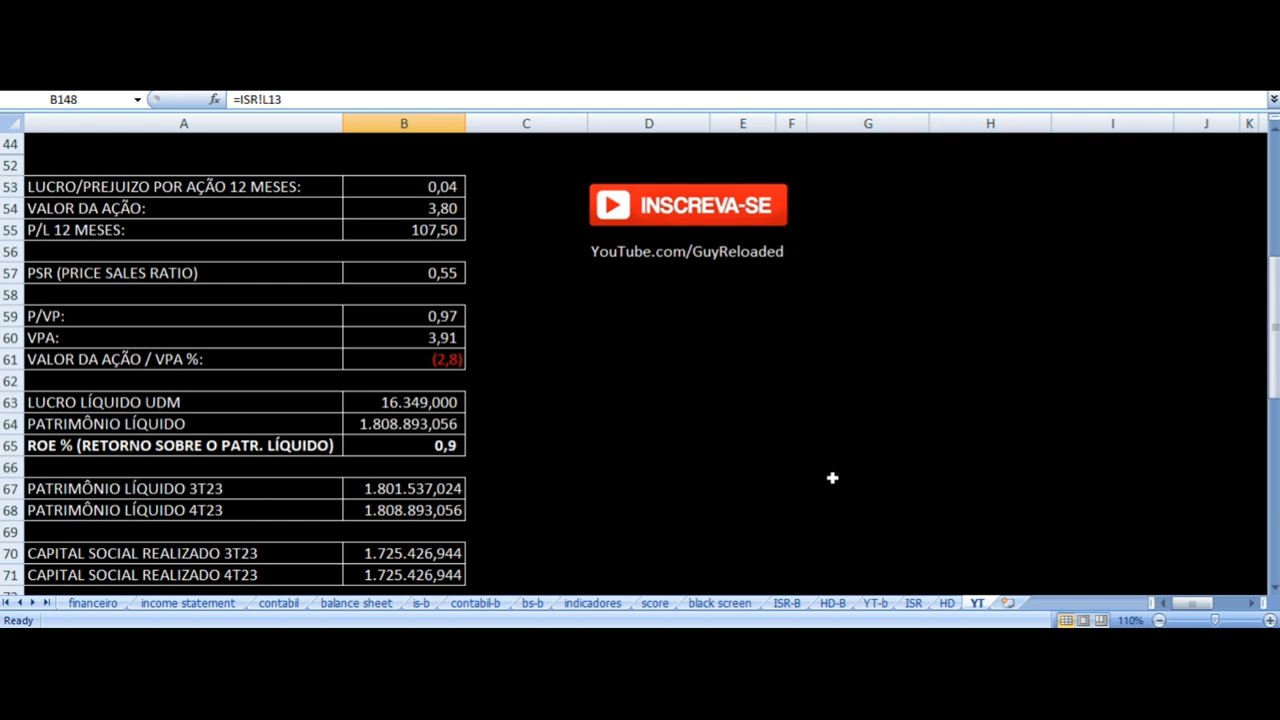 B148 fx =ISR!L13
A B C D E F G H I J K
44
52
53 LUCRO/PREJUIZO POR AÇÃO 12 MESES: 0,04
54 VALOR DA AÇÃO: 3,80
55 P/L 12 MESES: 107,50
56
57 PSR (PRICE SALES RATIO) 0,55
58
59 P/VP: 0,97
60 VPA: 3,91
61 VALOR DA AÇÃO / VPA %: (2,8)
62
63 LUCRO LÍQUIDO UDM 16.349,000
64 PATRIMÔNIO LÍQUIDO 1.808.893,056
65 ROE % (RETORNO SOBRE O PATR. LÍQUIDO) 0,9
66
67 PATRIMÔNIO LÍQUIDO 3T23 1.801.537,024
68 PATRIMÔNIO LÍQUIDO 4T23 1.808.893,056
69
70 CAPITAL SOCIAL REALIZADO 3T23 1.725.426,944
71 CAPITAL SOCIAL REALIZADO 4T23 1.725.426,944
INSCREVA-SE
YouTube.com/GuyReloaded
financeiro income statement contabil balance sheet is-b contabil-b bs-b indicadores score black screen ISR-B HD-B YT-b ISR HD YT
Ready 110%